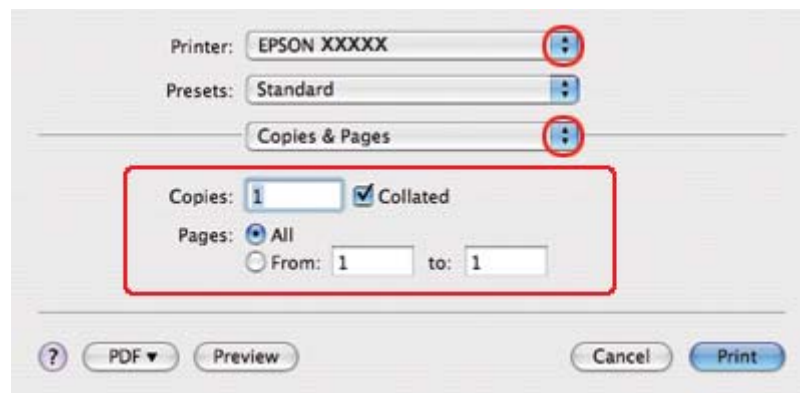 Printer: EPSON XXXXX
Presets: Standard
Copies & Pages
Copies: 1 Collated
Pages: All
From: 1 to: 1
? PDF ▾ Preview Cancel Print